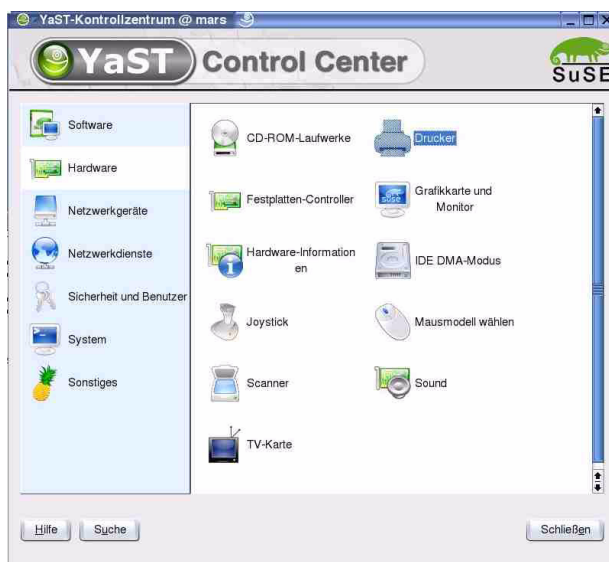 YaST-Kontrollzentrum @ mars
YaST Control Center
SuSE
Software
Hardware
Netzwerkgeräte
Netzwerkdienste
Sicherheit und Benutzer
System
Sonstiges
CD-ROM-Laufwerke
Drucker
Festplatten-Controller
Grafikkarte und
Monitor
Hardware-Information
en
IDE DMA-Modus
Joystick
Mausmodell wählen
Scanner
Sound
TV-Karte
Hilfe
Suche
Schließen